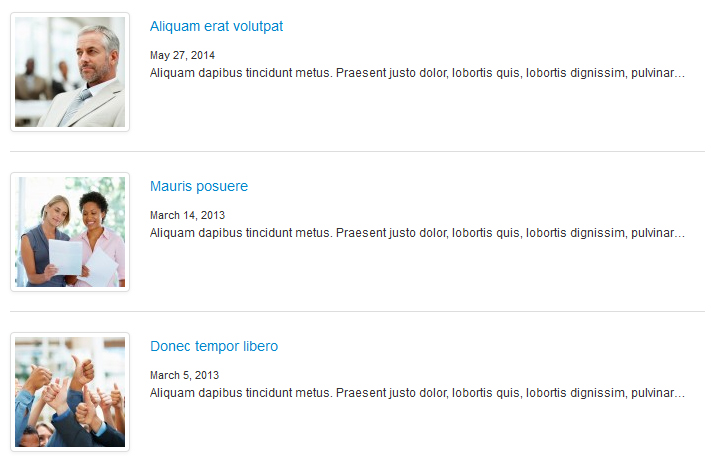 Aliquam erat volutpat
May 27, 2014
Aliquam dapibus tincidunt metus. Praesent justo dolor, lobortis quis, lobortis dignissim, pulvinar...
Mauris posuere
March 14, 2013
Aliquam dapibus tincidunt metus. Praesent justo dolor, lobortis quis, lobortis dignissim, pulvinar...
Donec tempor libero
March 5, 2013
Aliquam dapibus tincidunt metus. Praesent justo dolor, lobortis quis, lobortis dignissim, pulvinar...